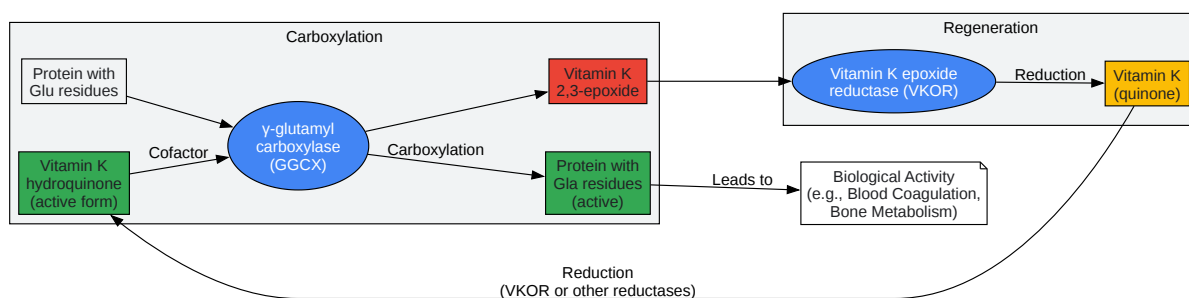 Carboxylation
Regeneration
Protein with
Glu residues
Vitamin K
2,3-epoxide
Vitamin K epoxide
reductase (VKOR)
Reduction
Vitamin K
(quinone)
γ-glutamyl
carboxylase
(GGCX)
Cofactor
Carboxylation
Vitamin K
hydroquinone
(active form)
Protein with
Gla residues
(active)
Leads to
Biological Activity
(e.g., Blood Coagulation,
Bone Metabolism)
Reduction
(VKOR or other reductases)